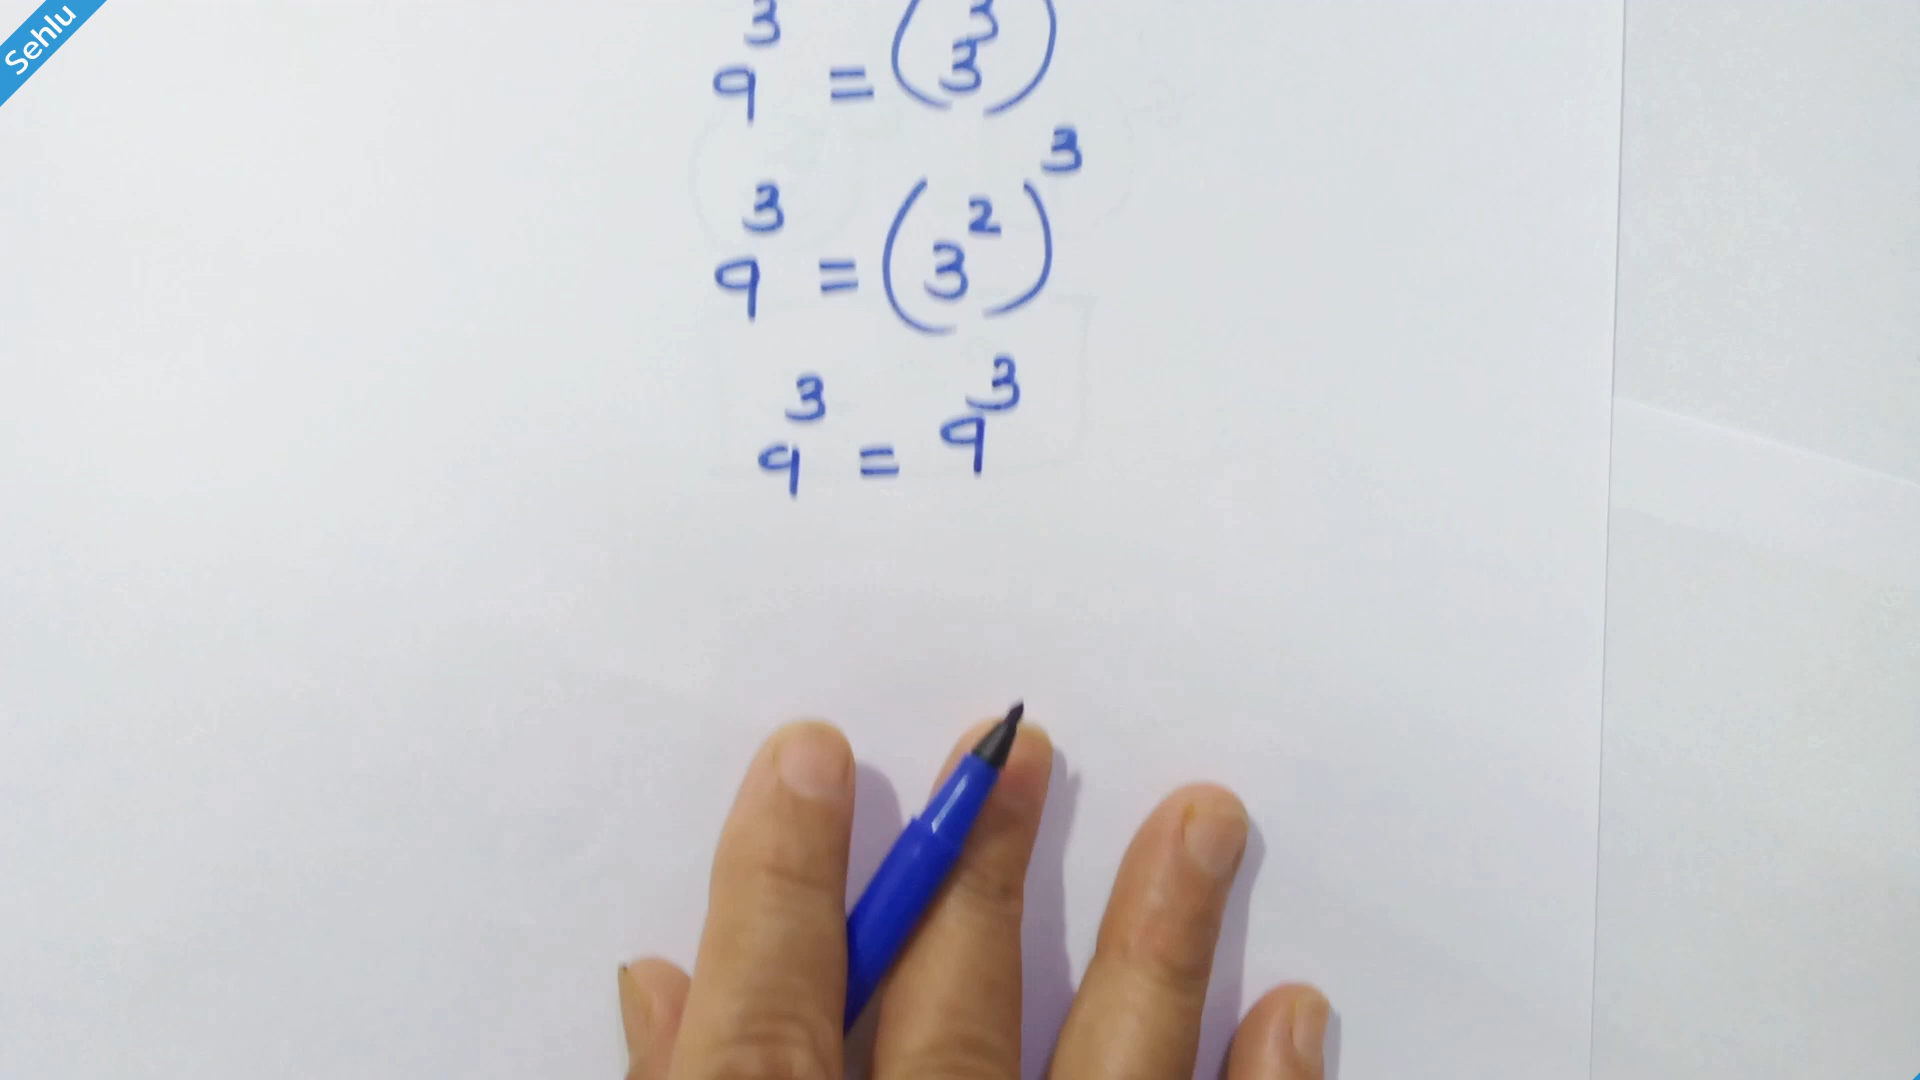 Sehlu
9³ = (3³)
9³ = (3²)³
9³ = 9³